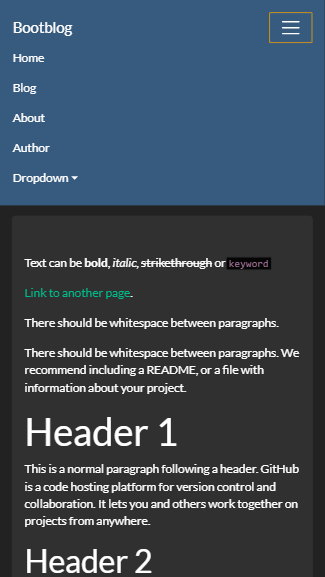 Bootblog
Home
Blog
About
Author
Dropdown
Text can be bold, italic, strikethrough or keyword
Link to another page.
There should be whitespace between paragraphs.
There should be whitespace between paragraphs. We
recommend including a README, or a file with
information about your project.
Header 1
This is a normal paragraph following a header. GitHub
is a code hosting platform for version control and
collaboration. It lets you and others work together on
projects from anywhere.
Header 2